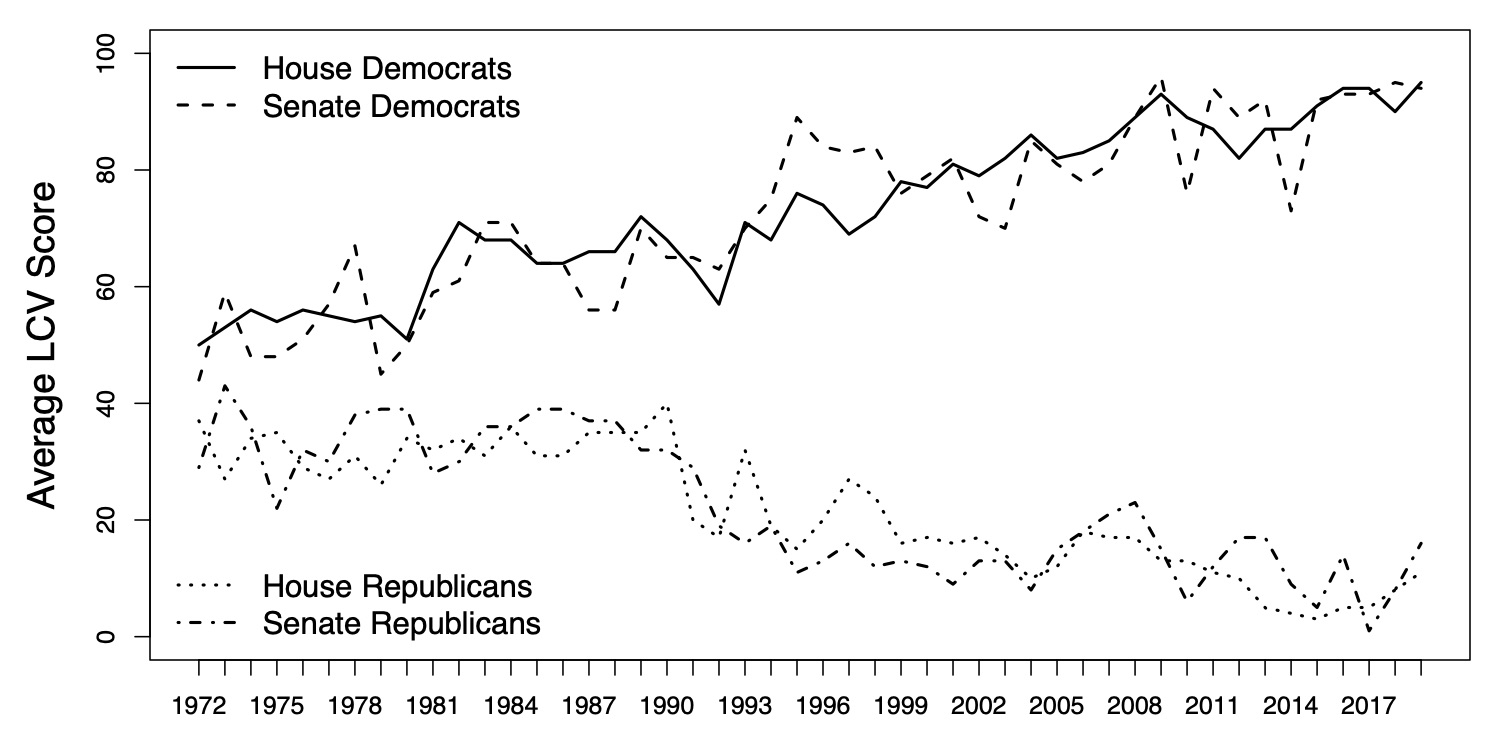 House Democrats
Senate Democrats
House Republicans
Senate Republicans
Average LCV Score
100
80
60
40
20
0
1972 1975 1978 1981 1984 1987 1990 1993 1996 1999 2002 2005 2008 2011 2014 2017